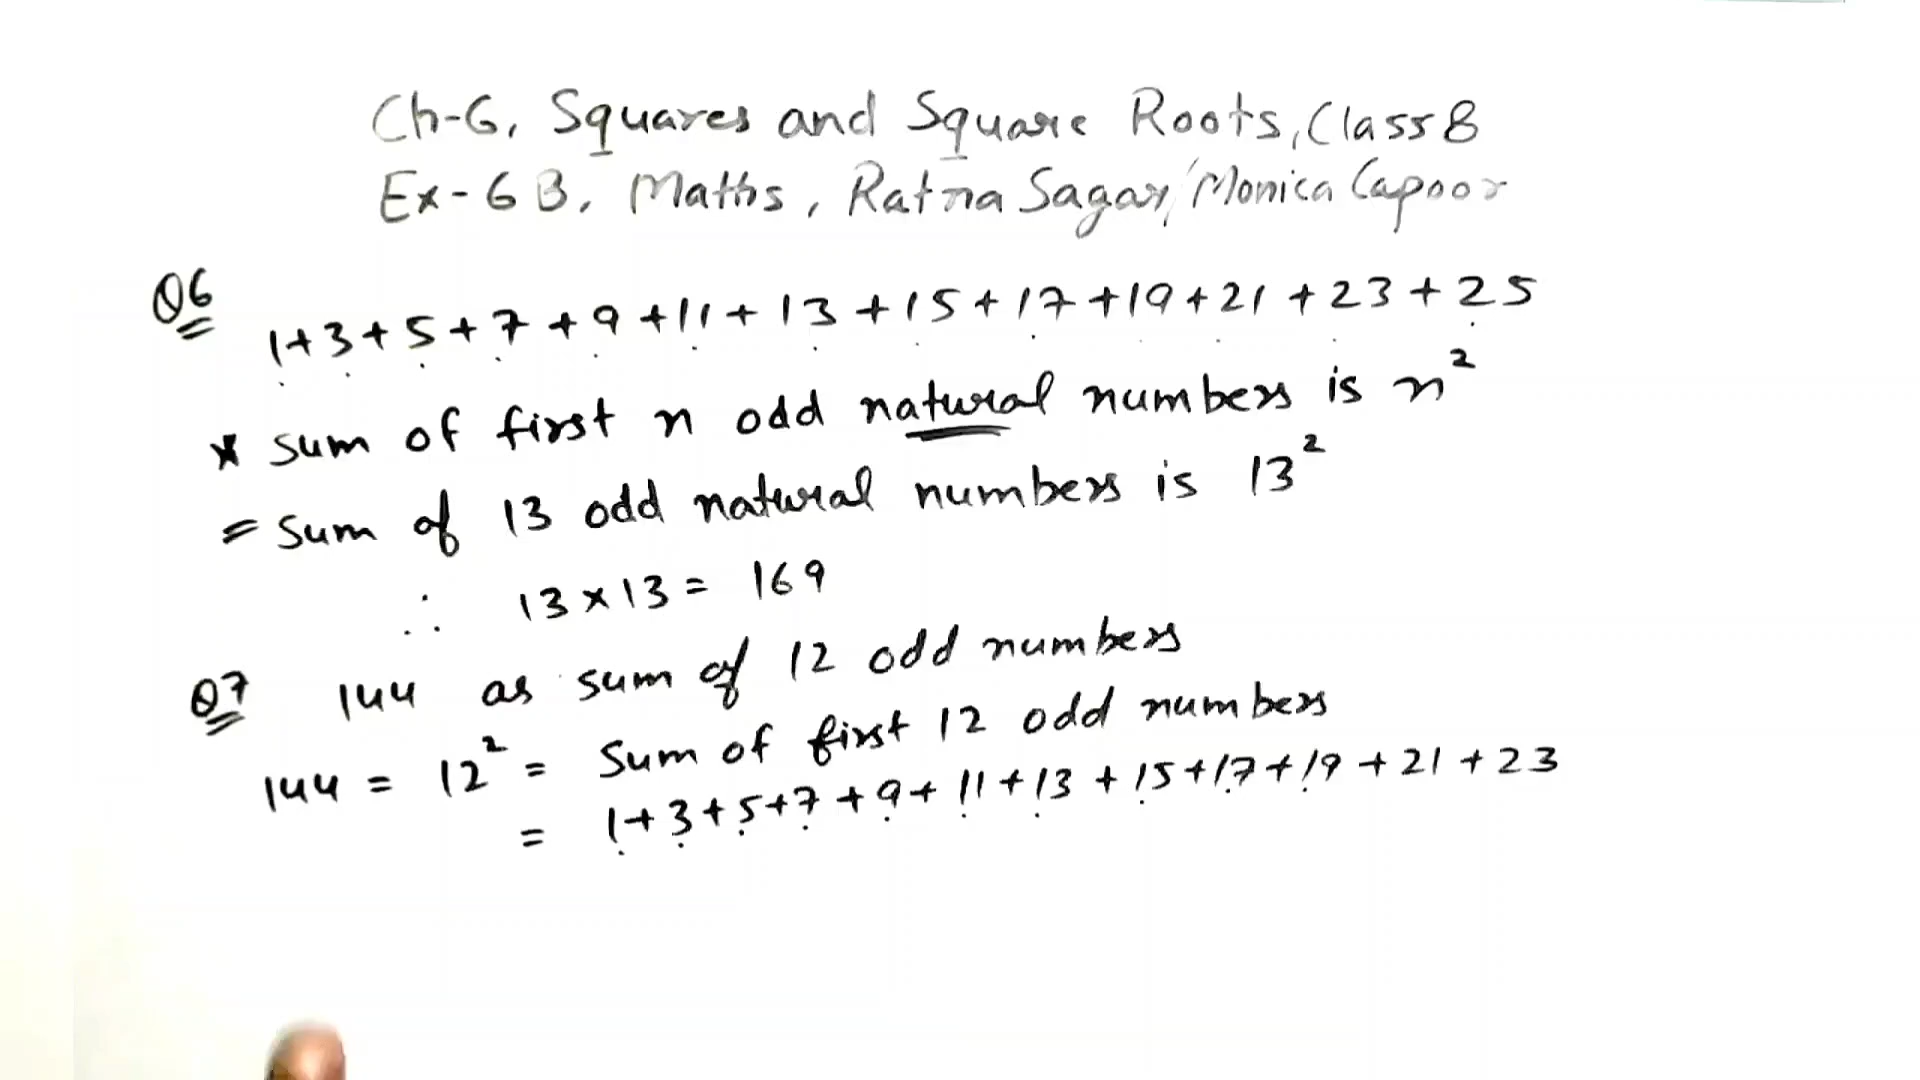 Ch-6, Squares and Square Roots, Class 8
Ex-6B, Maths, Ratna Sagar/Monica Capoor
Q6
1+3+5+7+9+11+13+15+17+19+21+23+25
* sum of first n odd natural numbers is n²
= Sum of 13 odd natural numbers is 13²
∴ 13×13 = 169
Q7 144 as sum of 12 odd numbers
144 = 12² = Sum of first 12 odd numbers
= 1+3+5+7+9+11+13+15+17+19+21+23